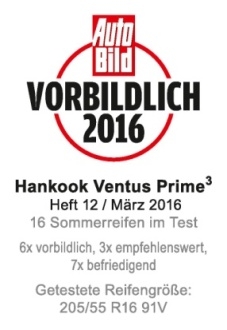 Auto
Bild
VORBILDLICH
2016
Hankook Ventus Prime³
Heft 12 / März 2016
16 Sommerreifen im Test
6x vorbildlich, 3x empfehlenswert,
7x befriedigend
Getestete Reifengröße:
205/55 R16 91V